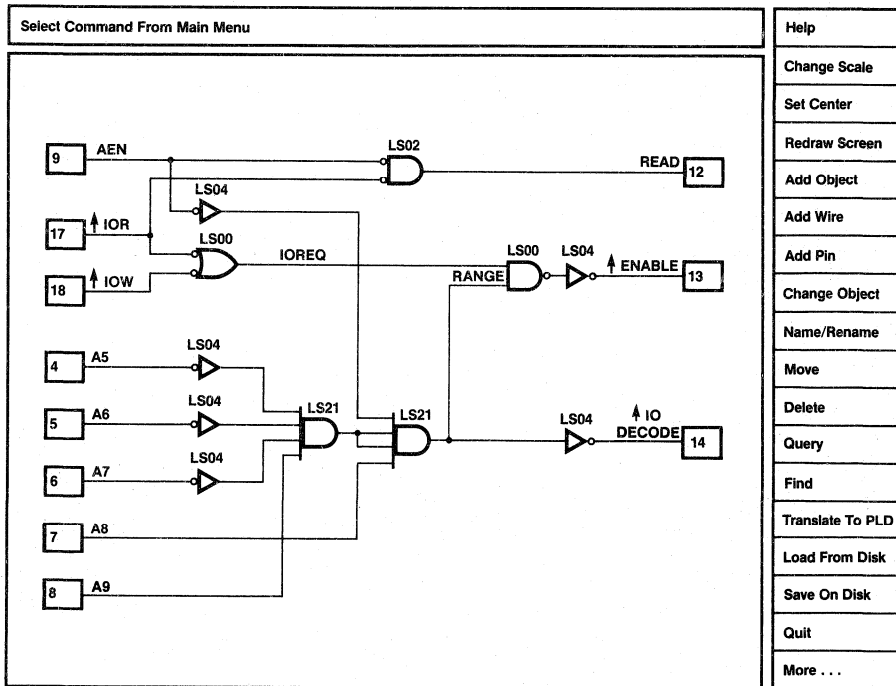 Select Command From Main Menu
Help
Change Scale
Set Center
Redraw Screen
Add Object
Add Wire
Add Pin
Change Object
Name/Rename
Move
Delete
Query
Find
Translate To PLD
Load From Disk
Save On Disk
Quit
More . . .
9 AEN
LS02
READ 12
LS04
17 IOR
LS00
IOREQ
LS00 LS04
RANGE
ENABLE 13
18 IOW
LS04
4 A5
LS04
5 A6
LS21
LS21
LS04
IO
DECODE 14
LS04
6 A7
7 A8
8 A9